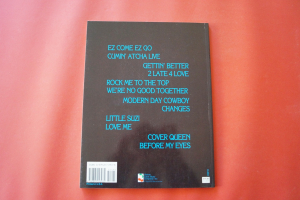 EZ COME EZ GO
CUMIN' ATCHA LIVE
GETTIN' BETTER
2 LATE 4 LOVE
ROCK ME TO THE TOP
WE'RE NO GOOD TOGETHER
MODERN DAY COWBOY
CHANGES
LITTLE SUZI
LOVE ME
COVER QUEEN
BEFORE MY EYES